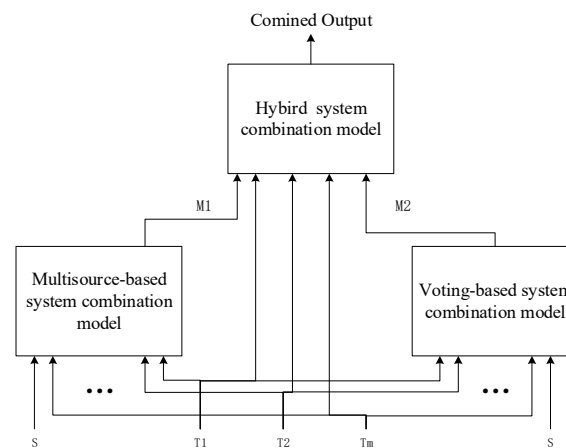 Comined Output
Hybird system
combination model
M1
M2
Multisource-based
system combination
model
Voting-based system
combination model
S
T1
T2
Tm
S